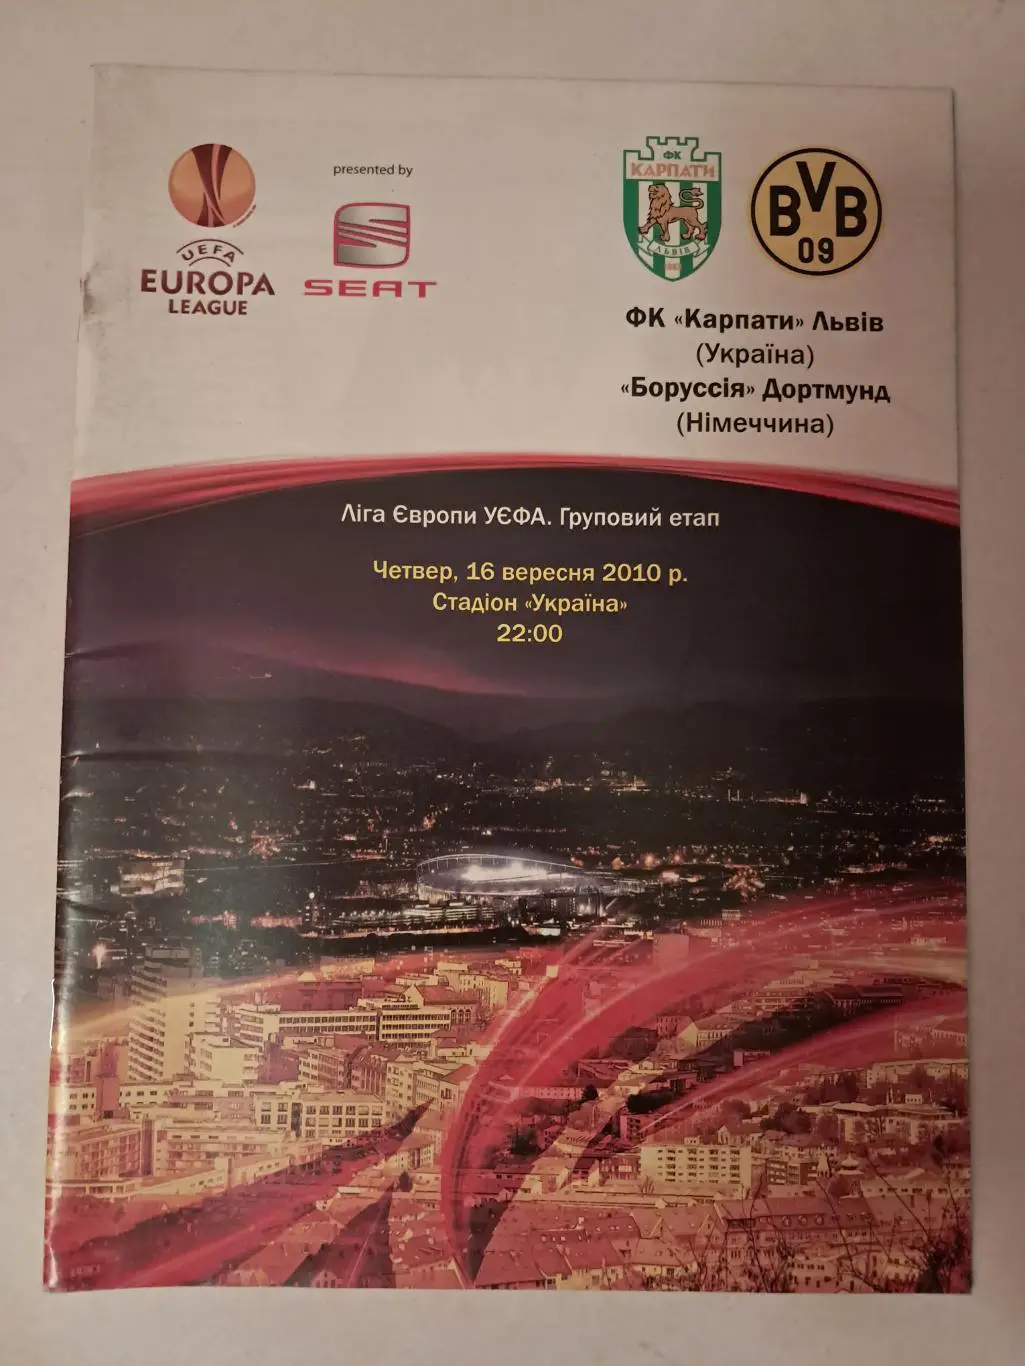 UEFA
EUROPA
LEAGUE
presented by
SEAT
ФК
КАРПАТИ
ЛЬВІВ
1963
BVB
09
ФК «Карпати» Львів
(Україна)
«Боруссія» Дортмунд
(Німеччина)
Ліга Європи УЄФА. Груповий етап
Четвер, 16 вересня 2010 р.
Стадіон «Україна»
22:00